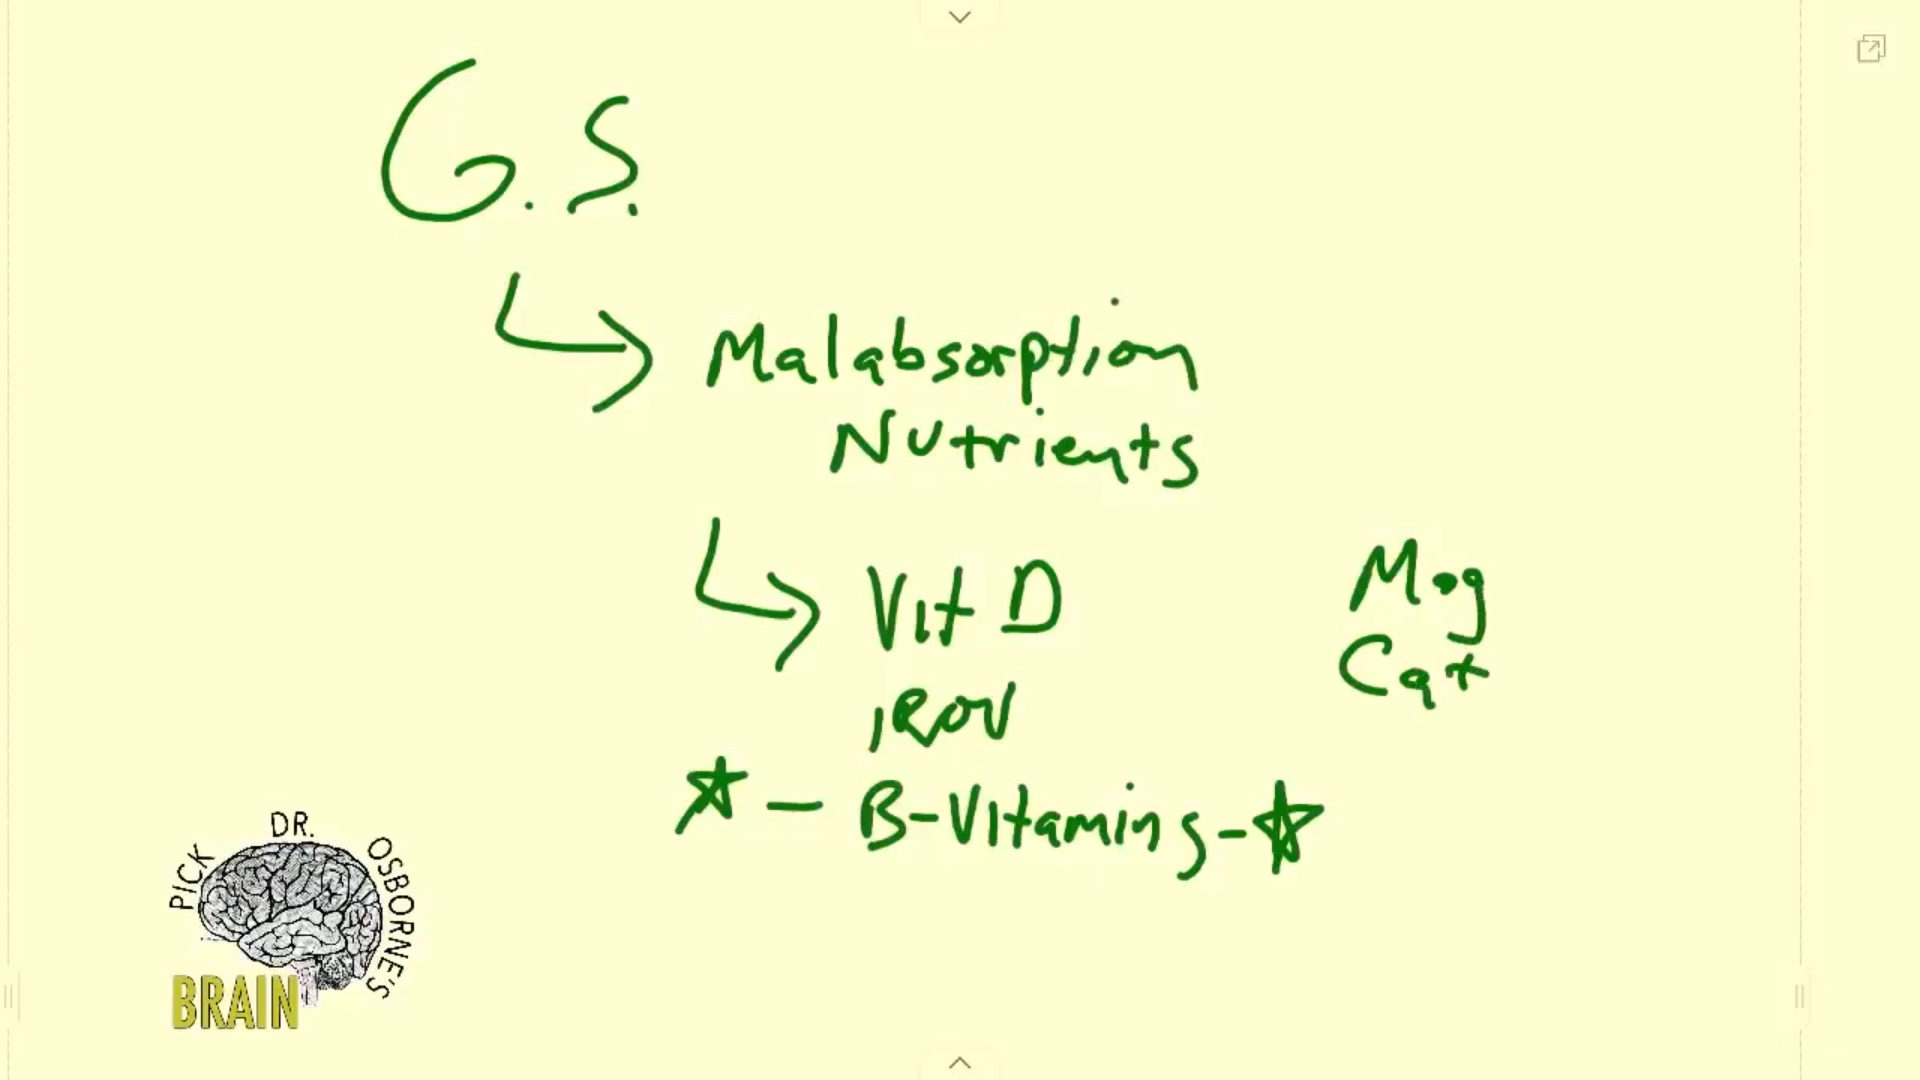 G.S.
Malabsorption
Nutrients
Vit D
Mag
Ca+
IRON
B-Vitamins
PICK DR. OSBORNE'S
BRAIN